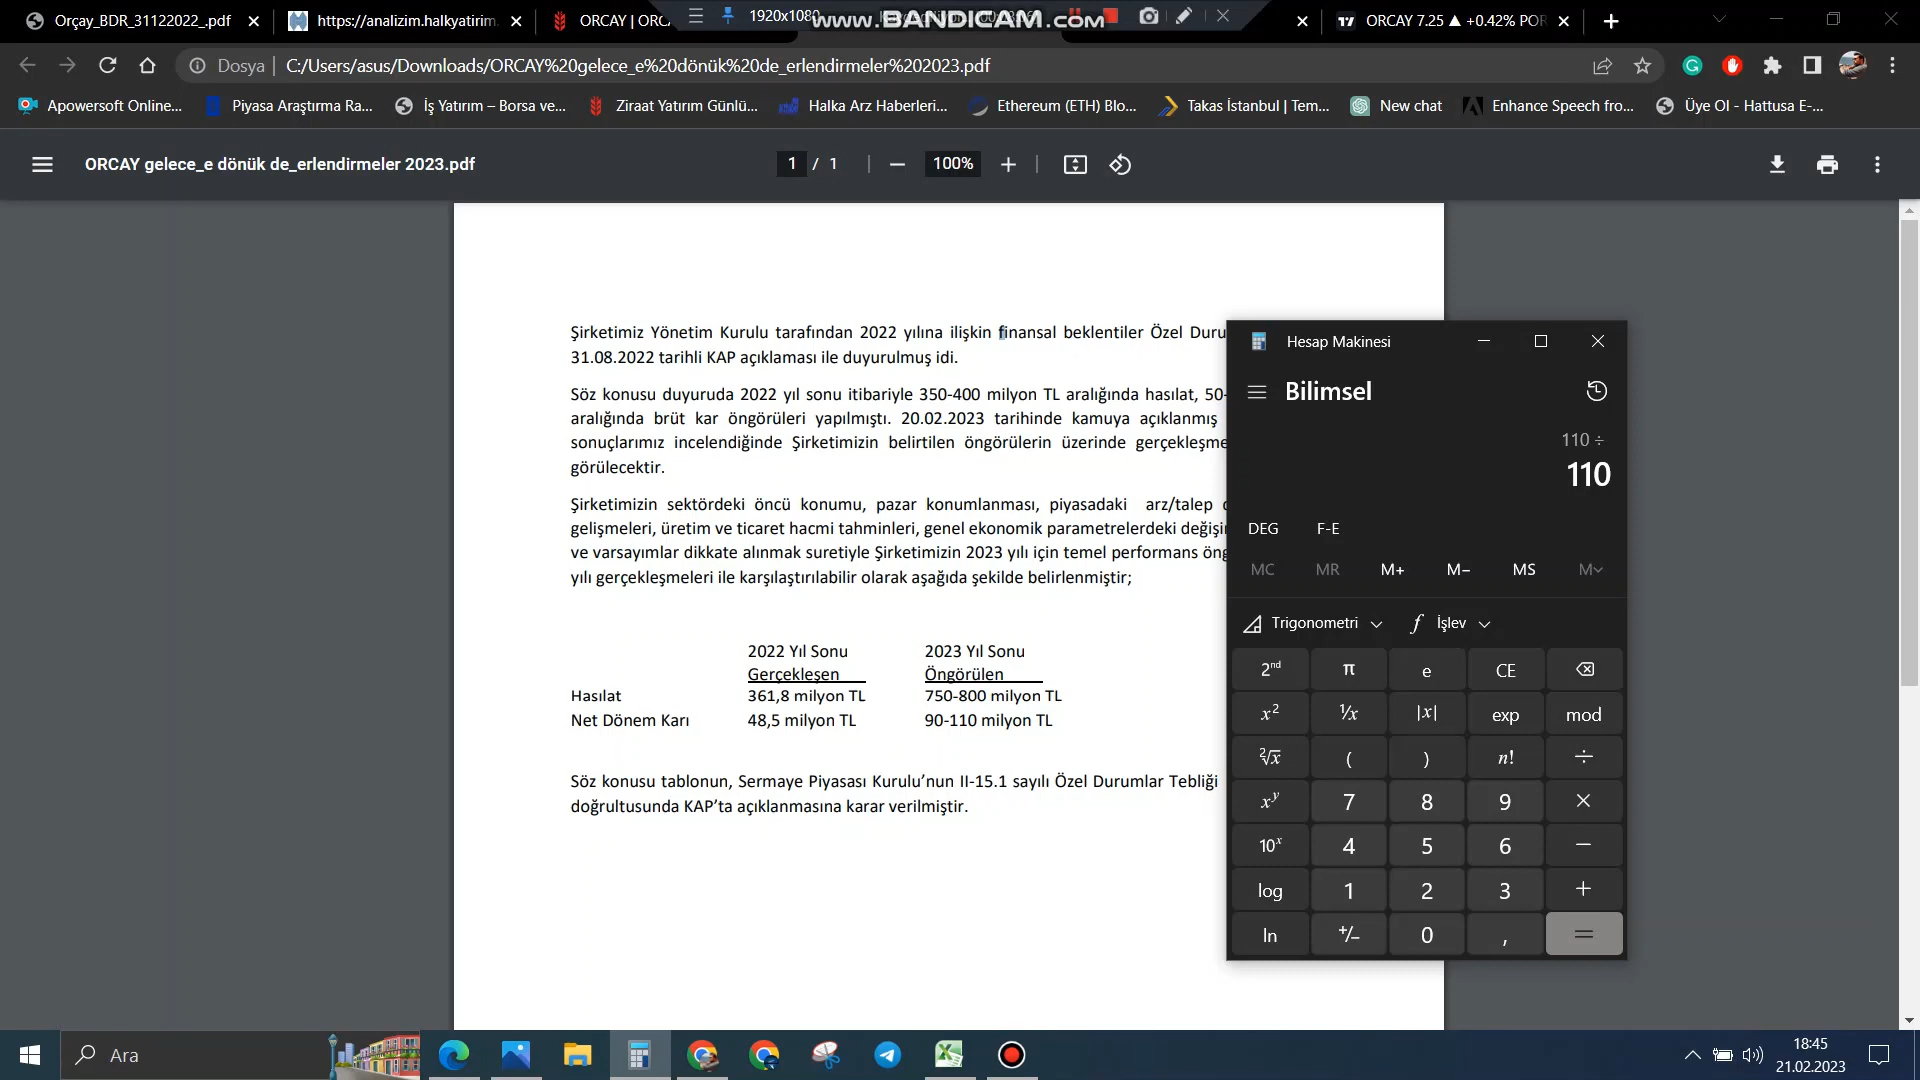 Orçay_BDR_31122022_.pdf
https://analizim.halkyatirim.
ORCAY | ORC
1920x1080
www.BANDICAM.com
ORCAY 7.25 ▲ +0.42% POR
Dosya
C:/Users/asus/Downloads/ORCAY%20gelece_e%20dönük%20de_erlendirmeler%202023.pdf
Apowersoft Online...
Piyasa Araştırma Ra...
İş Yatırım – Borsa ve...
Ziraat Yatırım Günlü...
Halka Arz Haberleri...
Ethereum (ETH) Blo...
Takas İstanbul | Tem...
New chat
Enhance Speech fro...
Üye Ol - Hattusa E-...
ORCAY gelece_e dönük de_erlendirmeler 2023.pdf
1 / 1
100%
Şirketimiz Yönetim Kurulu tarafından 2022 yılına ilişkin finansal beklentiler Özel Duru
31.08.2022 tarihli KAP açıklaması ile duyurulmuş idi.
Söz konusu duyuruda 2022 yıl sonu itibariyle 350-400 milyon TL aralığında hasılat, 50-
aralığında brüt kar öngörüleri yapılmıştı. 20.02.2023 tarihinde kamuya açıklanmış
sonuçlarımız incelendiğinde Şirketimizin belirtilen öngörülerin üzerinde gerçekleşme
görülecektir.
Şirketimizin sektördeki öncü konumu, pazar konumlanması, piyasadaki arz/talep
gelişmeleri, üretim ve ticaret hacmi tahminleri, genel ekonomik parametrelerdeki değişi
ve varsayımlar dikkate alınmak suretiyle Şirketimizin 2023 yılı için temel performans öng
yılı gerçekleşmeleri ile karşılaştırılabilir olarak aşağıda şekilde belirlenmiştir;
2022 Yıl Sonu 2023 Yıl Sonu
Gerçekleşen Öngörülen
Hasılat 361,8 milyon TL 750-800 milyon TL
Net Dönem Karı 48,5 milyon TL 90-110 milyon TL
Söz konusu tablonun, Sermaye Piyasası Kurulu’nun II-15.1 sayılı Özel Durumlar Tebliği
doğrultusunda KAP’ta açıklanmasına karar verilmiştir.
Hesap Makinesi
Bilimsel
110 ÷
110
DEG F-E
MC MR M+ M− MS M
Trigonometri f İşlev
2nd π e CE
x² ¹/x |x| exp mod
²√x ( ) n! ÷
xʸ 7 8 9 ×
10ˣ 4 5 6 −
log 1 2 3 +
ln +/− 0 , =
Ara
18:45
21.02.2023